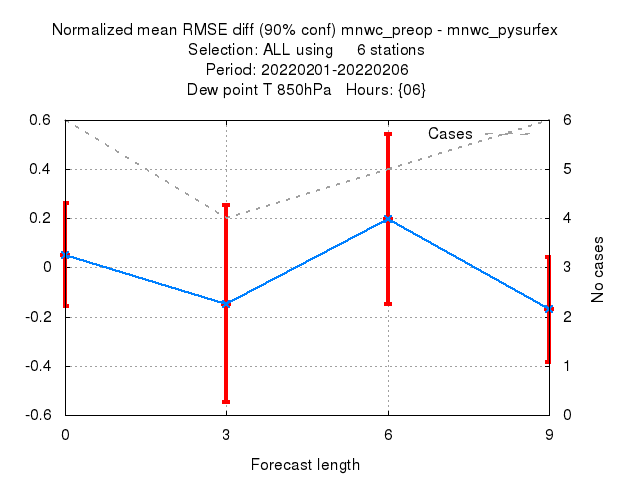 Normalized mean RMSE diff (90% conf) mnwc_preop - mnwc_pysurfex
Selection: ALL using 6 stations
Period: 20220201-20220206
Dew point T 850hPa Hours: {06}
Cases
0.6
0.4
0.2
0
-0.2
-0.4
-0.6
6
5
4
3
2
1
0
No cases
0 3 6 9
Forecast length